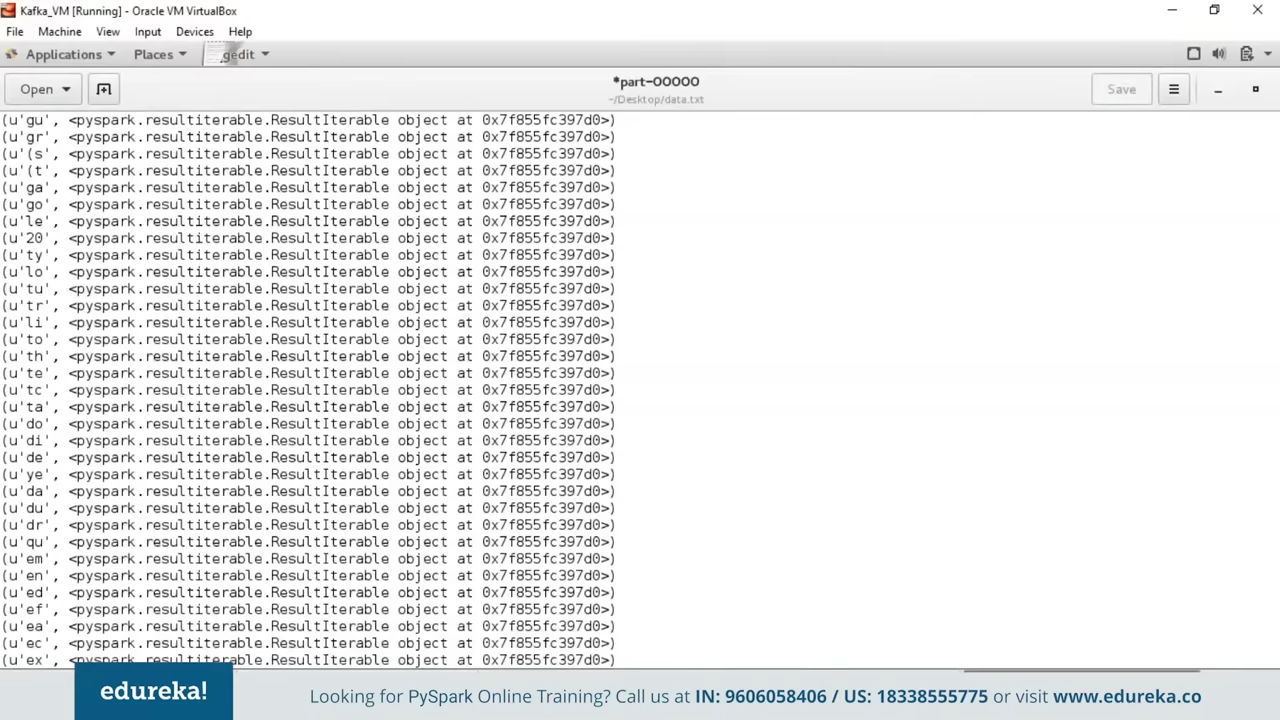 Kafka_VM [Running] - Oracle VM VirtualBox
File Machine View Input Devices Help
Applications Places gedit
Open *part-00000 Save
~/Desktop/data.txt
(u'gu', <pyspark.resultiterable.ResultIterable object at 0x7f855fc397d0>)
(u'gr', <pyspark.resultiterable.ResultIterable object at 0x7f855fc397d0>)
(u'(s', <pyspark.resultiterable.ResultIterable object at 0x7f855fc397d0>)
(u'(t', <pyspark.resultiterable.ResultIterable object at 0x7f855fc397d0>)
(u'ga', <pyspark.resultiterable.ResultIterable object at 0x7f855fc397d0>)
(u'go', <pyspark.resultiterable.ResultIterable object at 0x7f855fc397d0>)
(u'le', <pyspark.resultiterable.ResultIterable object at 0x7f855fc397d0>)
(u'20', <pyspark.resultiterable.ResultIterable object at 0x7f855fc397d0>)
(u'ty', <pyspark.resultiterable.ResultIterable object at 0x7f855fc397d0>)
(u'lo', <pyspark.resultiterable.ResultIterable object at 0x7f855fc397d0>)
(u'tu', <pyspark.resultiterable.ResultIterable object at 0x7f855fc397d0>)
(u'tr', <pyspark.resultiterable.ResultIterable object at 0x7f855fc397d0>)
(u'li', <pyspark.resultiterable.ResultIterable object at 0x7f855fc397d0>)
(u'to', <pyspark.resultiterable.ResultIterable object at 0x7f855fc397d0>)
(u'th', <pyspark.resultiterable.ResultIterable object at 0x7f855fc397d0>)
(u'te', <pyspark.resultiterable.ResultIterable object at 0x7f855fc397d0>)
(u'tc', <pyspark.resultiterable.ResultIterable object at 0x7f855fc397d0>)
(u'ta', <pyspark.resultiterable.ResultIterable object at 0x7f855fc397d0>)
(u'do', <pyspark.resultiterable.ResultIterable object at 0x7f855fc397d0>)
(u'di', <pyspark.resultiterable.ResultIterable object at 0x7f855fc397d0>)
(u'de', <pyspark.resultiterable.ResultIterable object at 0x7f855fc397d0>)
(u'ye', <pyspark.resultiterable.ResultIterable object at 0x7f855fc397d0>)
(u'da', <pyspark.resultiterable.ResultIterable object at 0x7f855fc397d0>)
(u'du', <pyspark.resultiterable.ResultIterable object at 0x7f855fc397d0>)
(u'dr', <pyspark.resultiterable.ResultIterable object at 0x7f855fc397d0>)
(u'qu', <pyspark.resultiterable.ResultIterable object at 0x7f855fc397d0>)
(u'em', <pyspark.resultiterable.ResultIterable object at 0x7f855fc397d0>)
(u'en', <pyspark.resultiterable.ResultIterable object at 0x7f855fc397d0>)
(u'ed', <pyspark.resultiterable.ResultIterable object at 0x7f855fc397d0>)
(u'ef', <pyspark.resultiterable.ResultIterable object at 0x7f855fc397d0>)
(u'ea', <pyspark.resultiterable.ResultIterable object at 0x7f855fc397d0>)
(u'ec', <pyspark.resultiterable.ResultIterable object at 0x7f855fc397d0>)
(u'ex', <pyspark.resultiterable.ResultIterable object at 0x7f855fc397d0>)
edureka! Looking for PySpark Online Training? Call us at IN: 9606058406 / US: 18338555775 or visit www.edureka.co